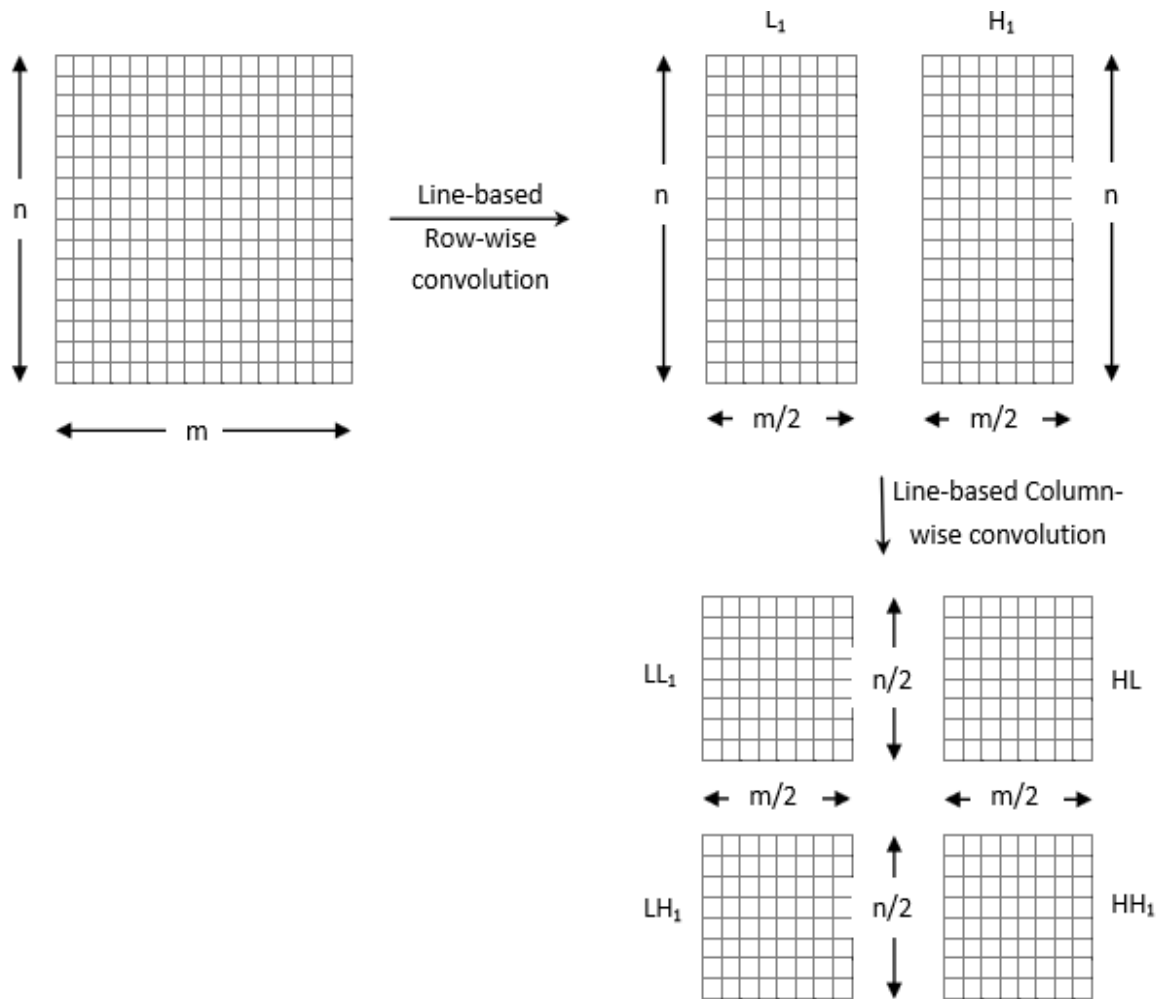 L₁ H₁
n
Line-based
Row-wise
convolution
n
n
m
m/2 m/2
Line-based Column-
wise convolution
LL₁ n/2 HL
m/2 m/2
LH₁ n/2 HH₁